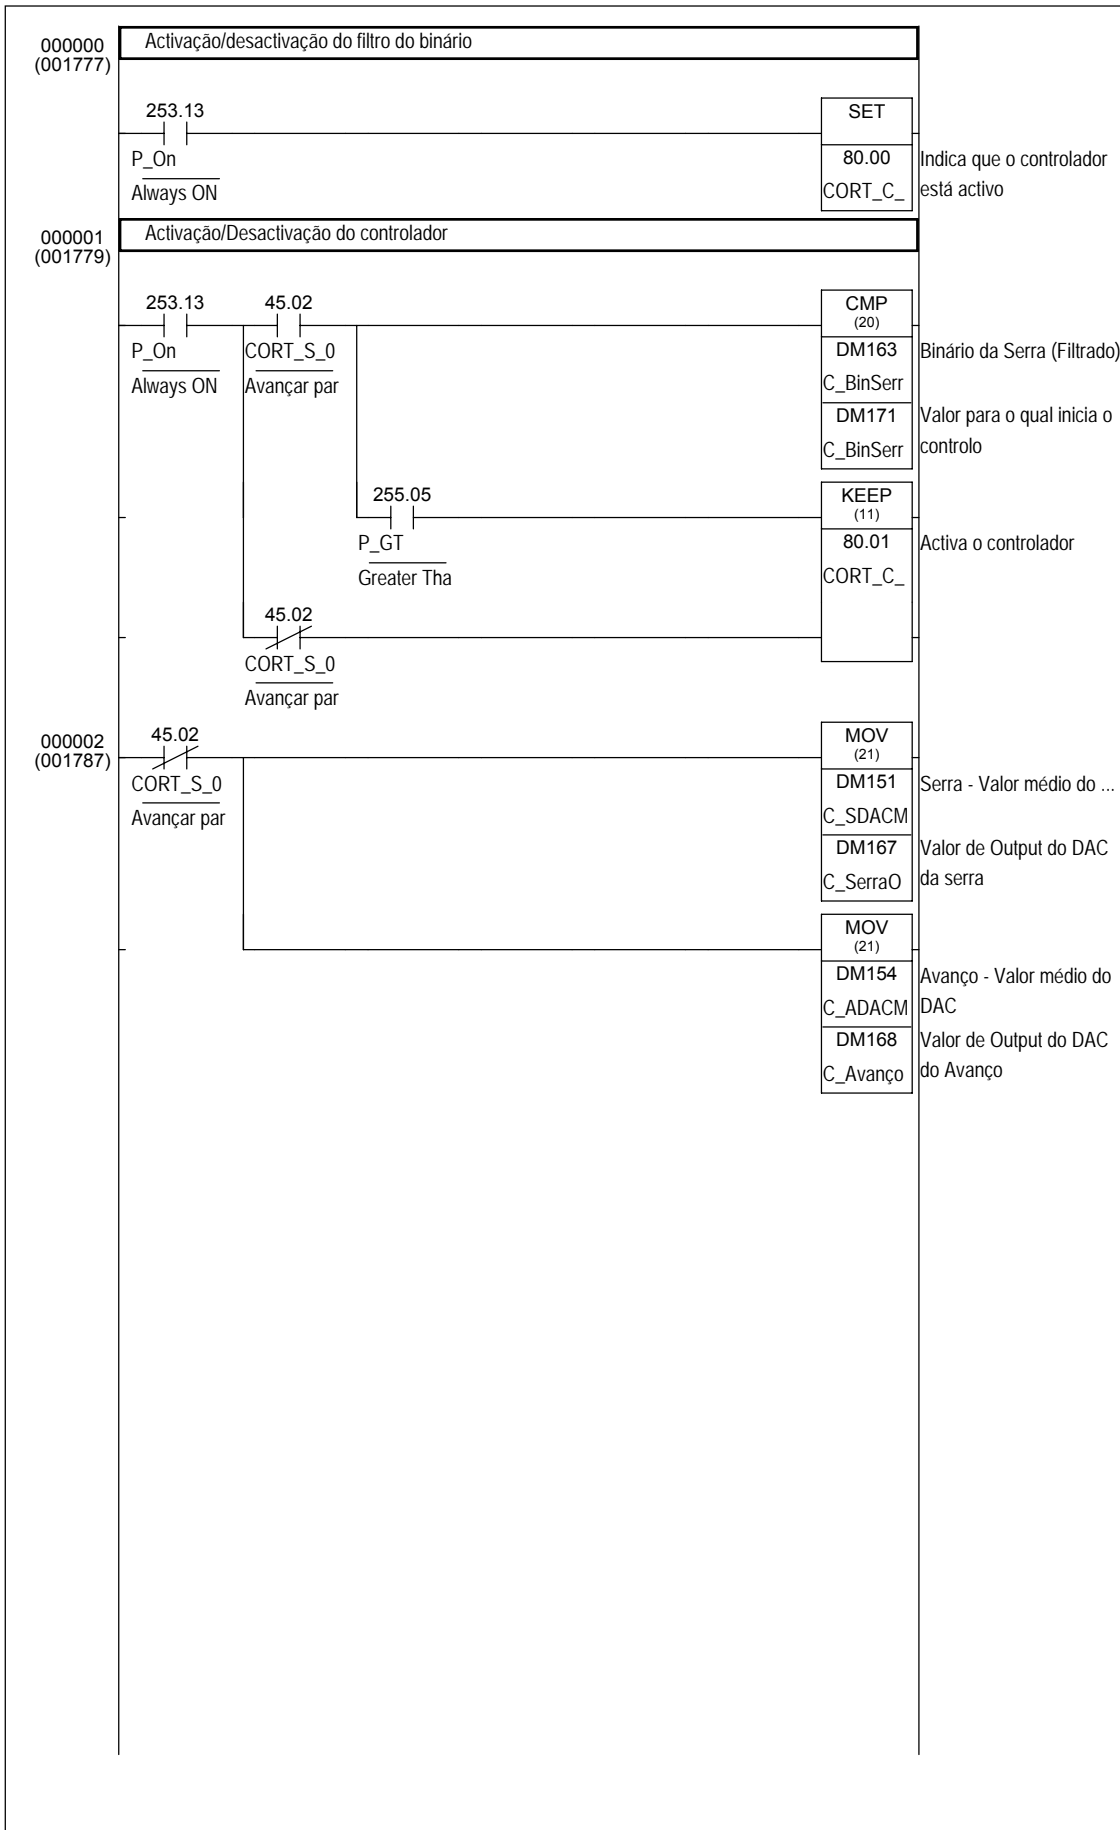 000000
(001777)
Activação/desactivação do filtro do binário
253.13
P_On
Always ON
SET
80.00
CORT_C_
Indica que o controlador
está activo
000001
(001779)
Activação/Desactivação do controlador
253.13
P_On
Always ON
45.02
CORT_S_0
Avançar par
CMP
(20)
DM163
C_BinSerr
DM171
C_BinSerr
Binário da Serra (Filtrado)
Valor para o qual inicia o
controlo
255.05
P_GT
Greater Tha
KEEP
(11)
80.01
CORT_C_
Activa o controlador
45.02
CORT_S_0
Avançar par
000002
(001787)
45.02
CORT_S_0
Avançar par
MOV
(21)
DM151
C_SDACM
DM167
C_SerraO
Serra - Valor médio do ...
Valor de Output do DAC
da serra
MOV
(21)
DM154
C_ADACM
DM168
C_Avanço
Avanço - Valor médio do
DAC
Valor de Output do DAC
do Avanço